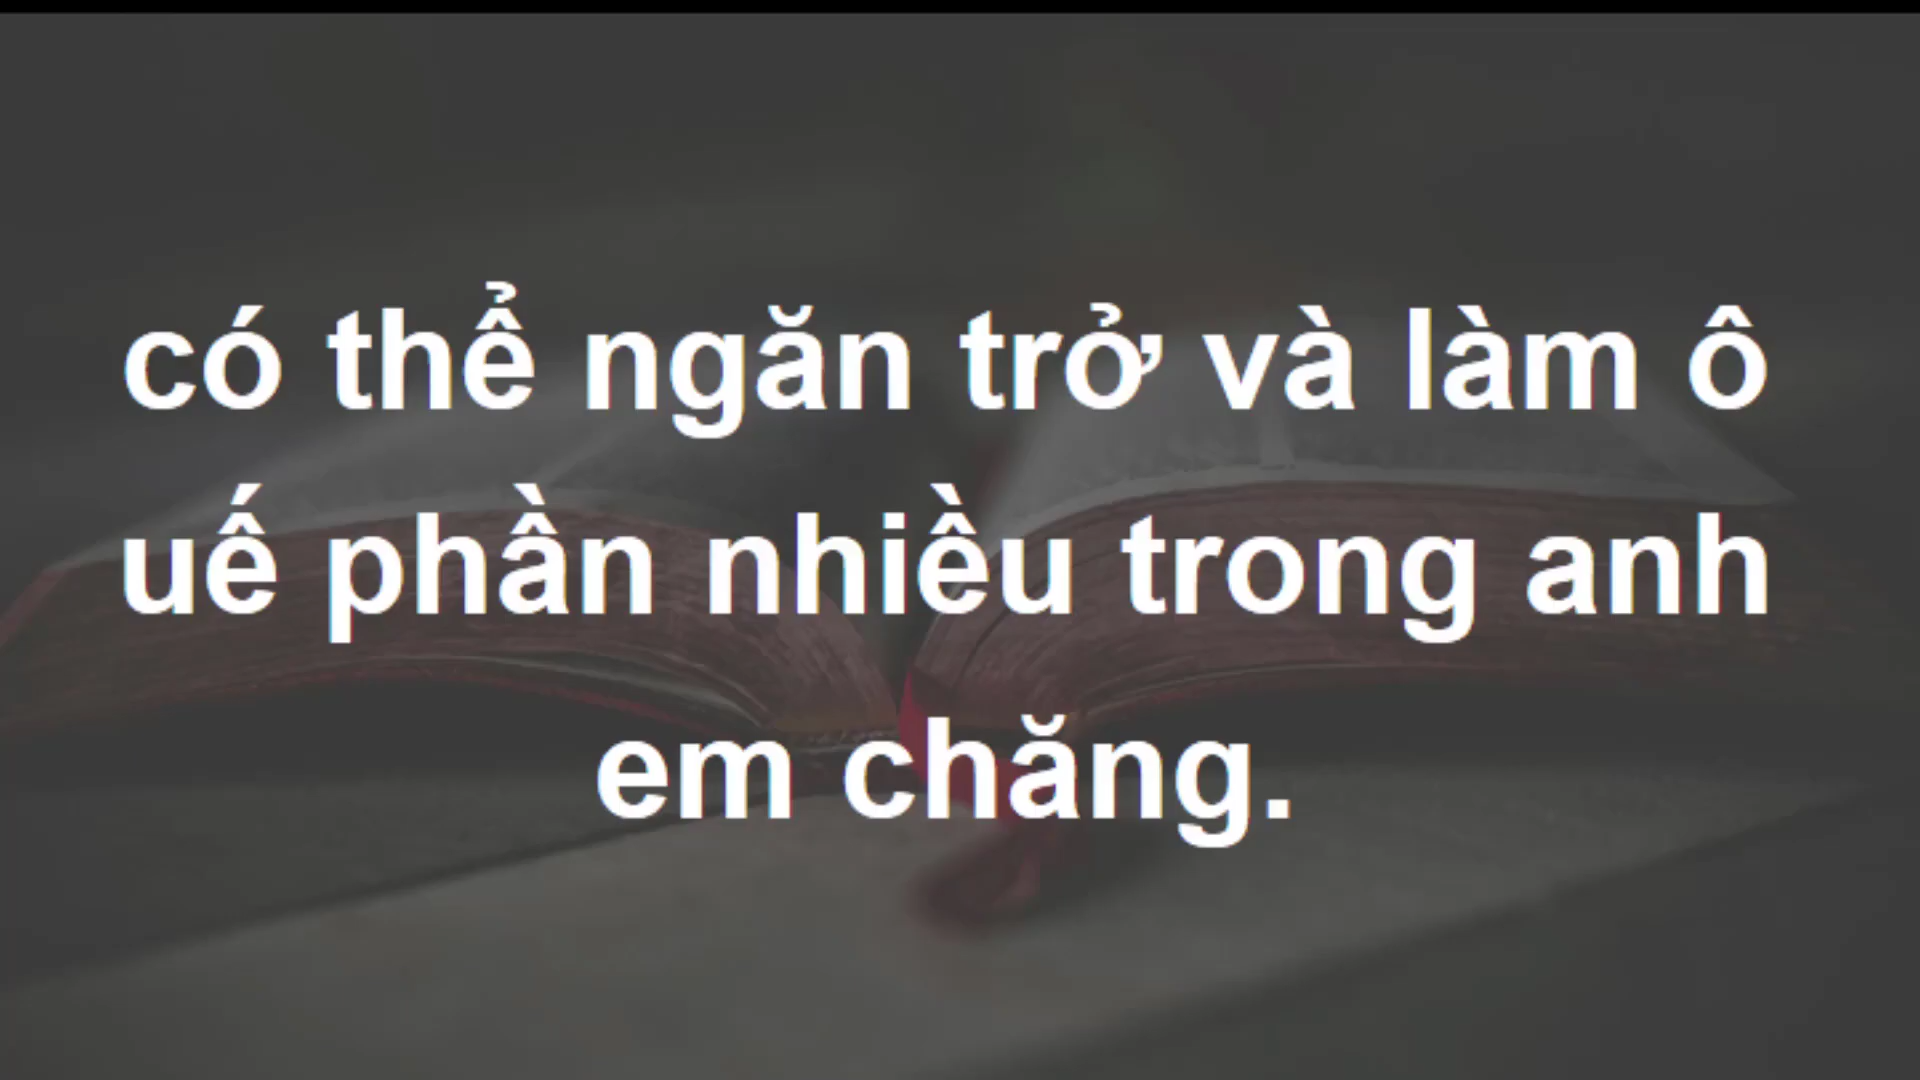 có thể ngăn trở và làm ô
uế phần nhiều trong anh
em chăng.